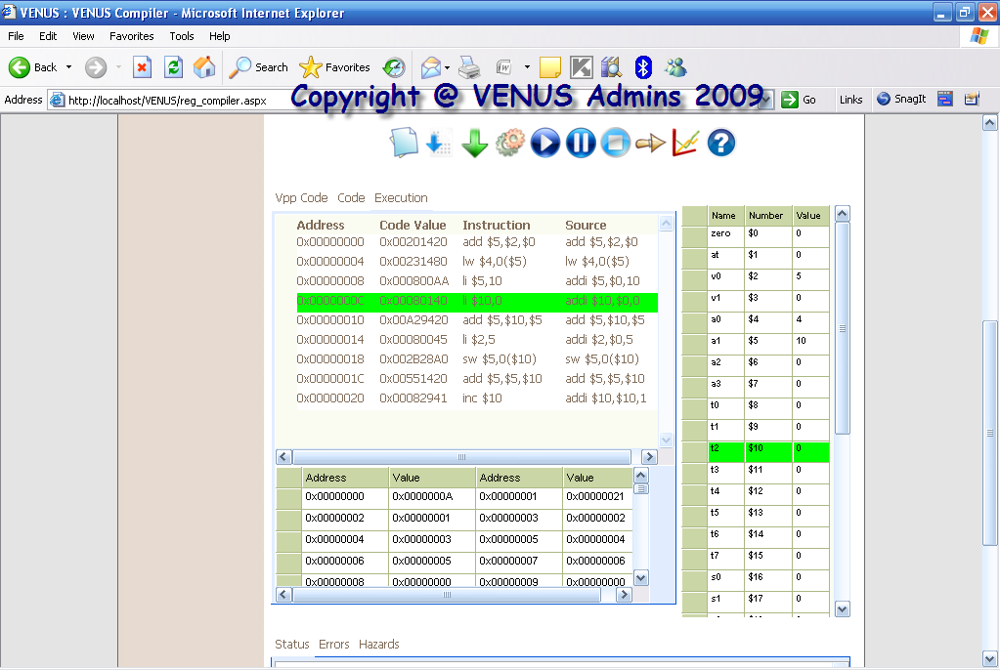 VENUS : VENUS Compiler - Microsoft Internet Explorer
File Edit View Favorites Tools Help
Back Search Favorites
Address http://localhost/VENUS/reg_compiler.aspx Go Links SnagIt
Copyright @ VENUS Admins 2009
Vpp Code Code Execution
Address Code Value Instruction Source
0x00000000 0x00201420 add $5,$2,$0 add $5,$2,$0
0x00000004 0x00231480 lw $4,0($5) lw $4,0($5)
0x00000008 0x000800AA li $5,10 addi $5,$0,10
0x0000000C 0x00080140 li $10,0 addi $10,$0,0
0x00000010 0x00A29420 add $5,$10,$5 add $5,$10,$5
0x00000014 0x00080045 li $2,5 addi $2,$0,5
0x00000018 0x002B28A0 sw $5,0($10) sw $5,0($10)
0x0000001C 0x00551420 add $5,$5,$10 add $5,$5,$10
0x00000020 0x00082941 inc $10 addi $10,$10,1
Address Value Address Value
0x00000000 0x0000000A 0x00000001 0x00000021
0x00000002 0x00000001 0x00000003 0x00000002
0x00000004 0x00000003 0x00000005 0x00000004
0x00000006 0x00000005 0x00000007 0x00000006
0x00000008 0x00000000 0x00000009 0x00000000
Name Number Value
zero $0 0
at $1 0
v0 $2 5
v1 $3 0
a0 $4 4
a1 $5 10
a2 $6 0
a3 $7 0
t0 $8 0
t1 $9 0
t2 $10 0
t3 $11 0
t4 $12 0
t5 $13 0
t6 $14 0
t7 $15 0
s0 $16 0
s1 $17 0
Status Errors Hazards